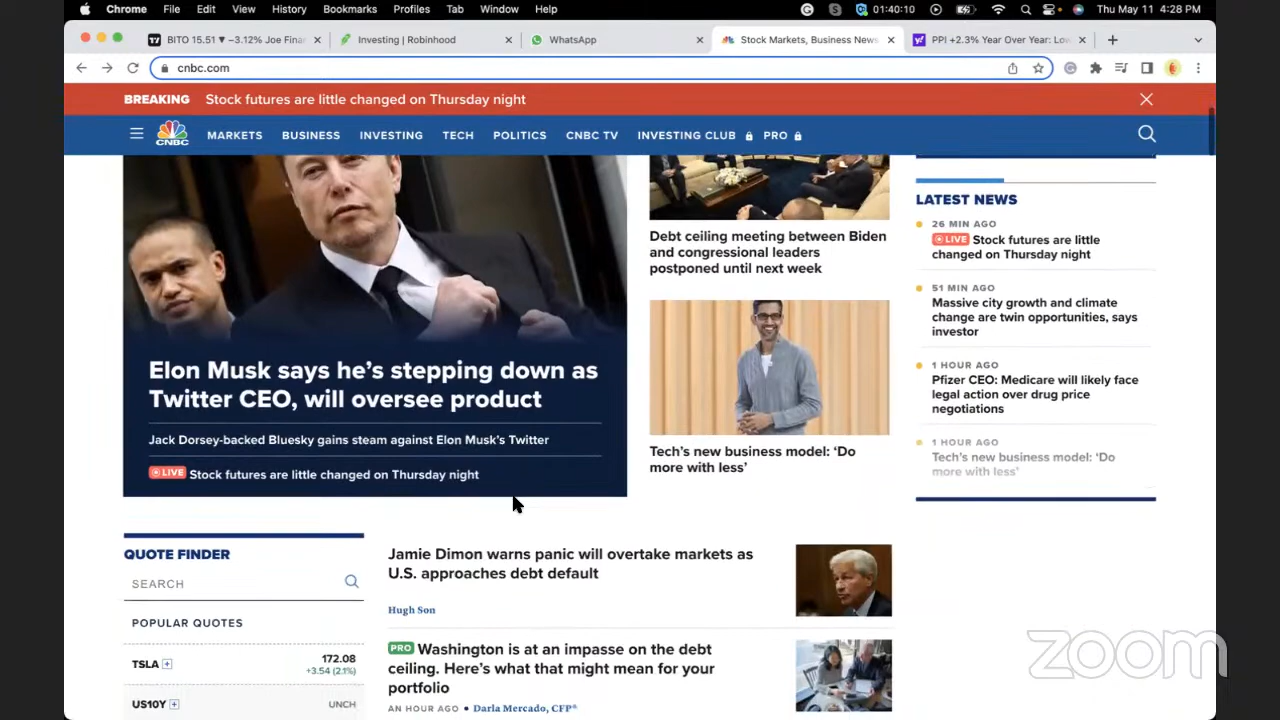 Chrome File Edit View History Bookmarks Profiles Tab Window Help 01:40:10 Thu May 11 4:28 PM
BITO 15.51 ▼ −3.12% Joe Finan Investing | Robinhood WhatsApp Stock Markets, Business News PPI +2.3% Year Over Year: Low
cnbc.com
BREAKING Stock futures are little changed on Thursday night
CNBC
MARKETS BUSINESS INVESTING TECH POLITICS CNBC TV INVESTING CLUB PRO
Elon Musk says he's stepping down as
Twitter CEO, will oversee product
Jack Dorsey-backed Bluesky gains steam against Elon Musk's Twitter
LIVE Stock futures are little changed on Thursday night
Debt ceiling meeting between Biden
and congressional leaders
postponed until next week
Tech's new business model: ‘Do
more with less’
LATEST NEWS
26 MIN AGO
LIVE Stock futures are little
changed on Thursday night
51 MIN AGO
Massive city growth and climate
change are twin opportunities, says
investor
1 HOUR AGO
Pfizer CEO: Medicare will likely face
legal action over drug price
negotiations
1 HOUR AGO
Tech's new business model: ‘Do
more with less’
QUOTE FINDER
SEARCH
POPULAR QUOTES
TSLA 172.08
+3.54 (2.1%)
US10Y UNCH
Jamie Dimon warns panic will overtake markets as
U.S. approaches debt default
Hugh Son
PRO Washington is at an impasse on the debt
ceiling. Here's what that might mean for your
portfolio
AN HOUR AGO • Darla Mercado, CFP®
zoom